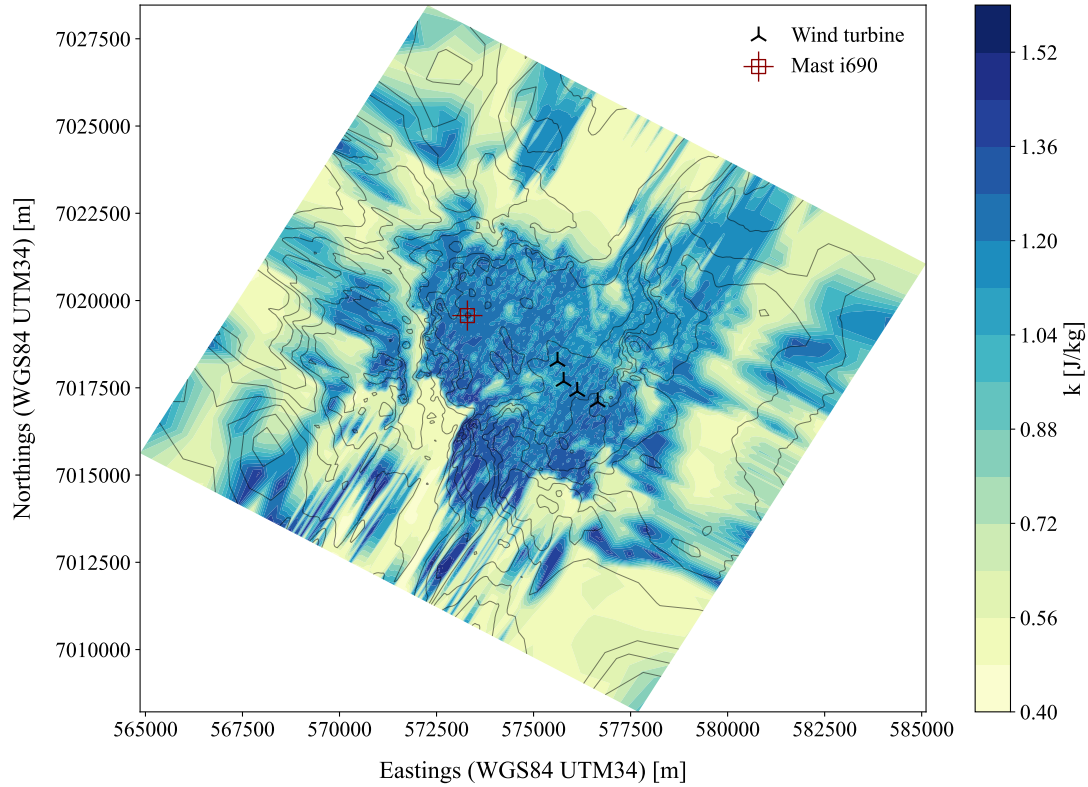 Wind turbine
Mast i690
7027500
7025000
7022500
7020000
7017500
7015000
7012500
7010000
Northings (WGS84 UTM34) [m]
565000 567500 570000 572500 575000 577500 580000 582500 585000
Eastings (WGS84 UTM34) [m]
1.52
1.36
1.20
1.04
0.88
0.72
0.56
0.40
k [J/kg]